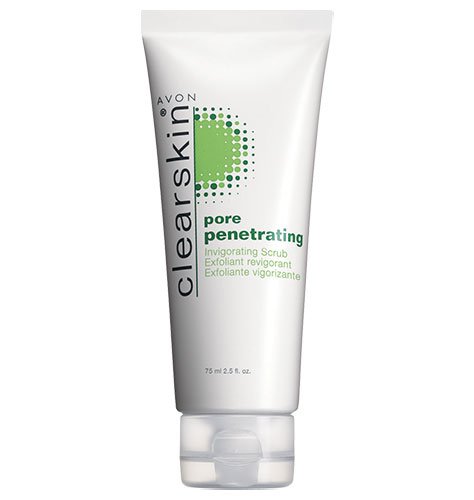 AVON
clearskin®
pore
penetrating
Invigorating Scrub
Exfoliant revigorant
Exfoliante vigorizante
75 ml 2.5 fl. oz.